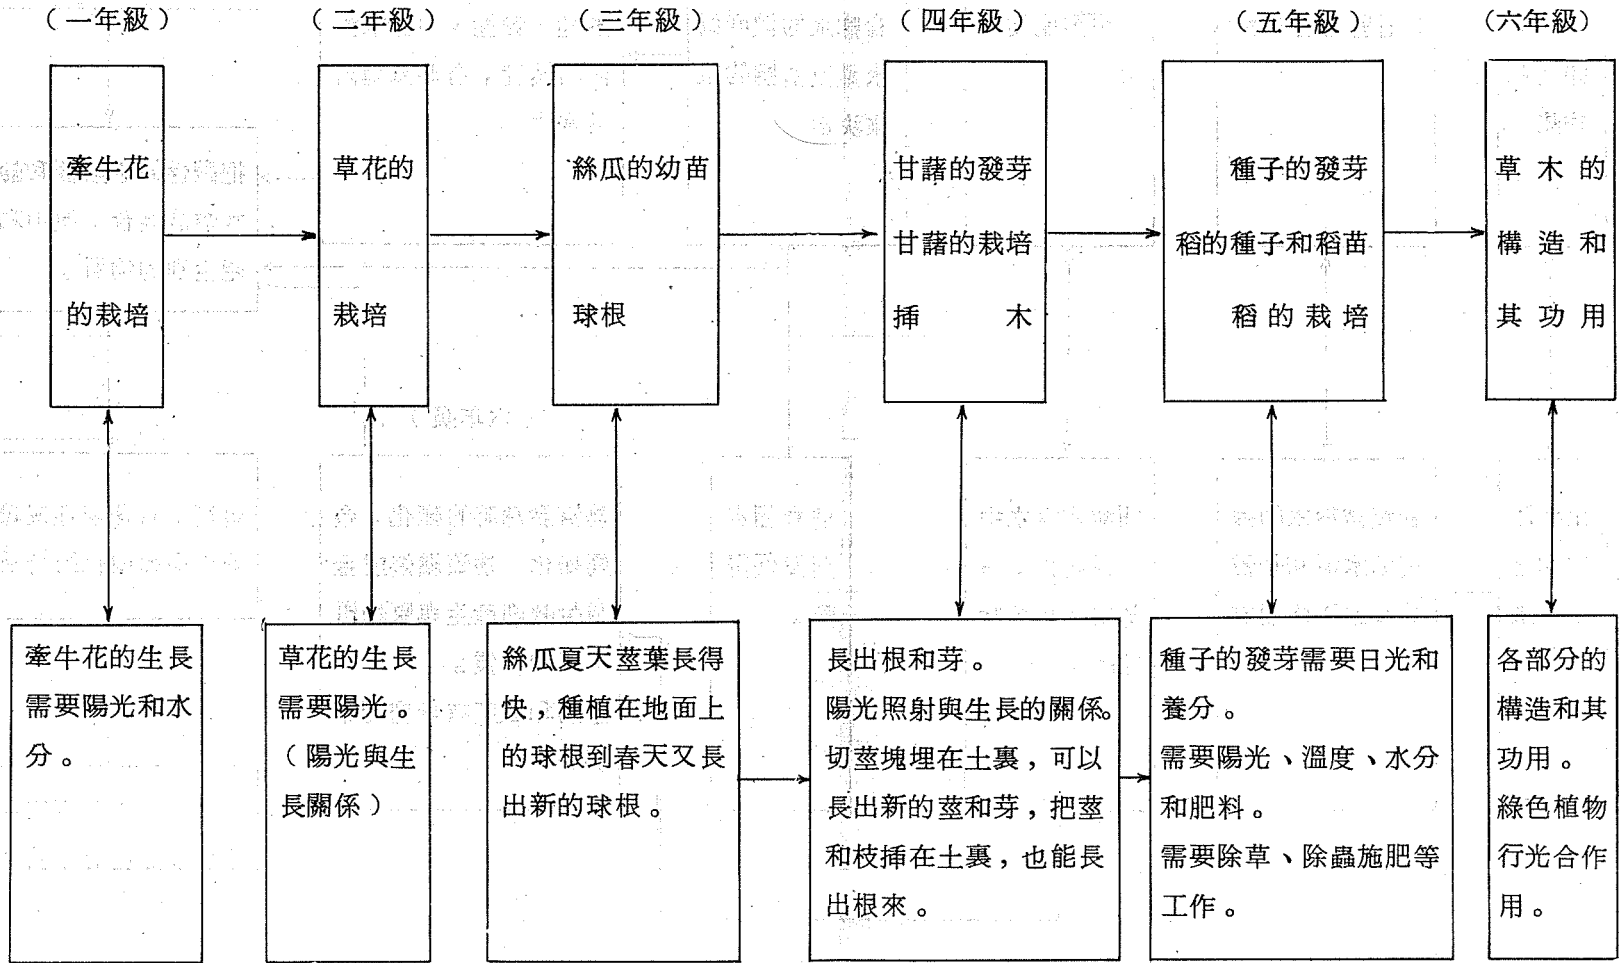 （一年級）
（二年級）
（三年級）
（四年級）
（五年級）
（六年級）
牽牛花
的栽培
草花的
栽培
絲瓜的幼苗
球根
甘藷的發芽
甘藷的栽培
挿木
種子的發芽
稻的種子和稻苗
稻的栽培
草木的
構造和
其功用
牽牛花的生長
需要陽光和水
分。
草花的生長
需要陽光。
（陽光與生
長關係）
絲瓜夏天莖葉長得
快，種植在地面上
的球根到春天又長
出新的球根。
長出根和芽。
陽光照射與生長的關係。
切莖塊埋在土裏，可以
長出新的莖和芽，把莖
和枝挿在土裏，也能長
出根來。
種子的發芽需要日光和
養分。
需要陽光、溫度、水分
和肥料。
需要除草、除蟲施肥等
工作。
各部分的
構造和其
功用。
綠色植物
行光合作
用。